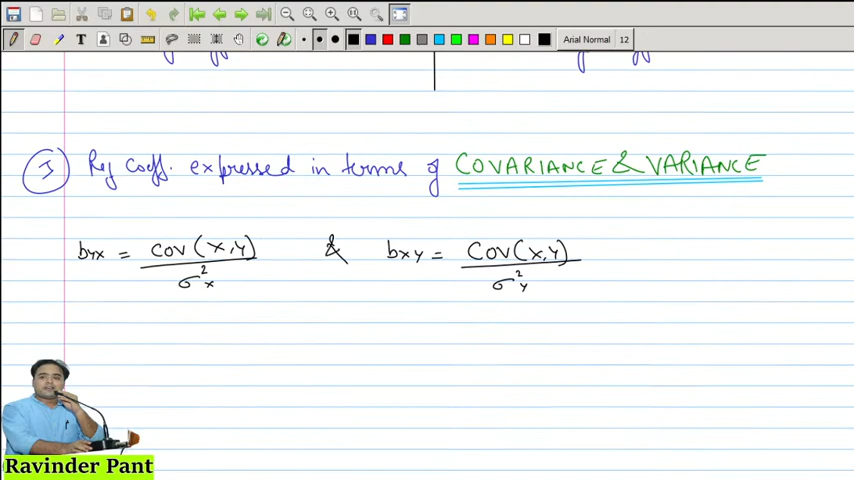 Arial Normal 12
③ Reg Coeff. expressed in terms of COVARIANCE & VARIANCE
byx = COV(X,Y) / σ²x & bxy = COV(X,Y) / σ²y
Ravinder Pant